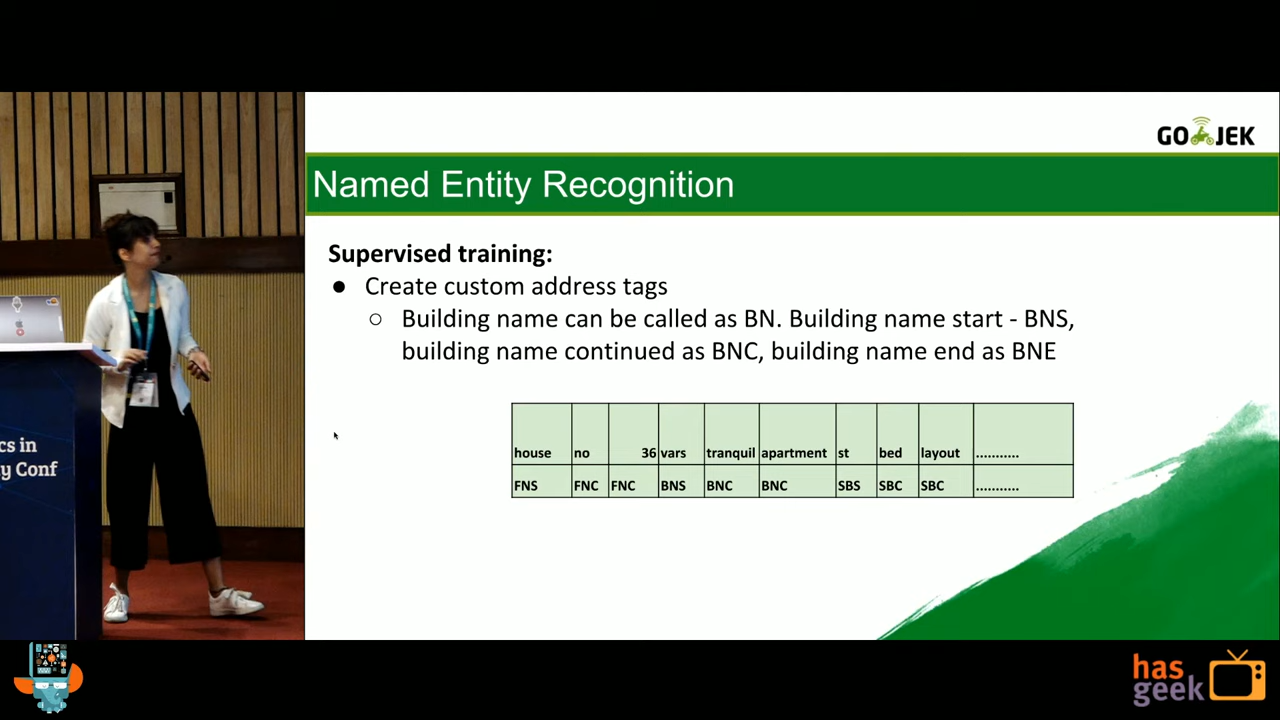 GO JEK
Named Entity Recognition
Supervised training:
● Create custom address tags
○ Building name can be called as BN. Building name start - BNS,
building name continued as BNC, building name end as BNE
house no 36 vars tranquil apartment st bed layout ...........
FNS FNC FNC BNS BNC BNC SBS SBC SBC ...........
cs in
y Conf
has
geek